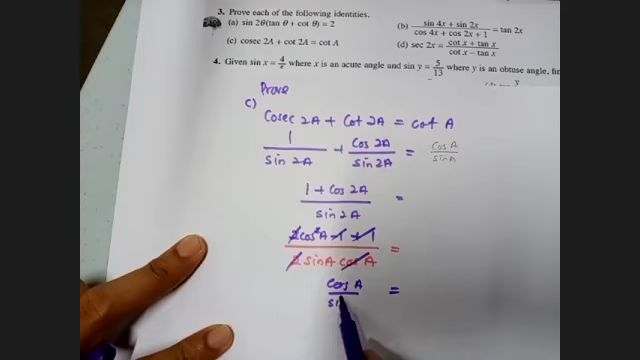 3. Prove each of the following identities.
(a) sin 2θ(tan θ + cot θ) = 2
(b) sin 4x + sin 2x / cos 4x + cos 2x + 1 = tan 2x
(c) cosec 2A + cot 2A = cot A
(d) sec 2x = cot x + tan x / cot x − tan x
4. Given sin x = 4/ where x is an acute angle and sin y = 5/13 where y is an obtuse angle,
y
Prove
c)
Cosec 2A + Cot 2A = cot A
1 / sin 2A + Cos 2A / sin 2A = Cos A / sin A
1 + Cos 2A / sin 2A =
2cos²A − 1 + 1 / 2 sinA cos A =
cos A / si =